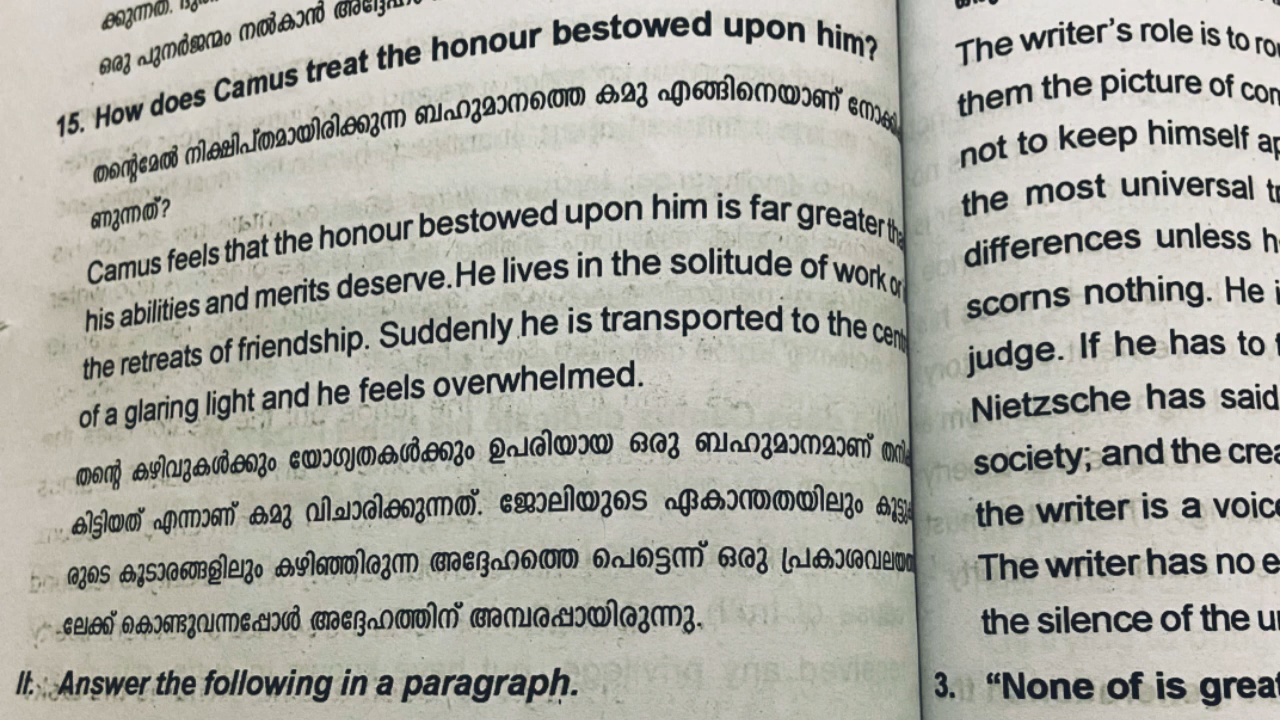 ക്കുന്നത്.
ഒരു പുനർജന്മം നൽകാൻ
15. How does Camus treat the honour bestowed upon him?
തന്റെമേൽ നിക്ഷിപ്തമായിരിക്കുന്ന ബഹുമാനത്തെ കമു എങ്ങിനെയാണ്
ണുന്നത്?
Camus feels that the honour bestowed upon him is far greater
his abilities and merits deserve. He lives in the solitude of work or
the retreats of friendship. Suddenly he is transported to the
of a glaring light and he feels overwhelmed.
തന്റെ കഴിവുകൾക്കും യോഗ്യതകൾക്കും ഉപരിയായ ഒരു ബഹുമാനമാണ്
കിട്ടിയത് എന്നാണ് കമു വിചാരിക്കുന്നത്. ജോലിയുടെ ഏകാന്തതയിലും
രുടെ കൂടാരങ്ങളിലും കഴിഞ്ഞിരുന്ന അദ്ദേഹത്തെ പെട്ടെന്ന് ഒരു
ലേക്ക് കൊണ്ടുവന്നപ്പോൾ അദ്ദേഹത്തിന് അമ്പരപ്പായിരുന്നു.
II. Answer the following in a paragraph.
The writer's role is to
them the picture of
not to keep himself
the most universal
differences unless
scorns nothing. He
judge. If he has to
Nietzsche has said
society; and the
the writer is a
The writer has no
the silence of the
3. "None of is